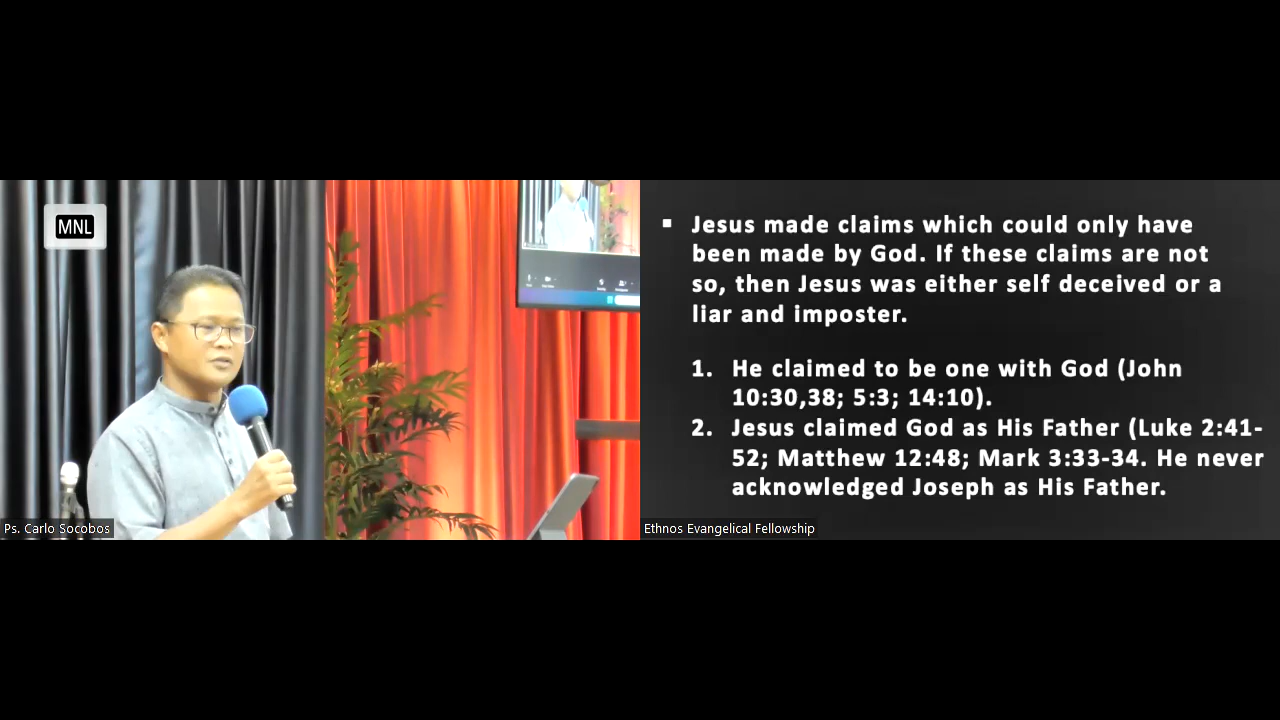 MNL
Ps. Carlo Socobos
▪ Jesus made claims which could only have
been made by God. If these claims are not
so, then Jesus was either self deceived or a
liar and imposter.
1. He claimed to be one with God (John
10:30,38; 5:3; 14:10).
2. Jesus claimed God as His Father (Luke 2:41-
52; Matthew 12:48; Mark 3:33-34. He never
acknowledged Joseph as His Father.
Ethnos Evangelical Fellowship